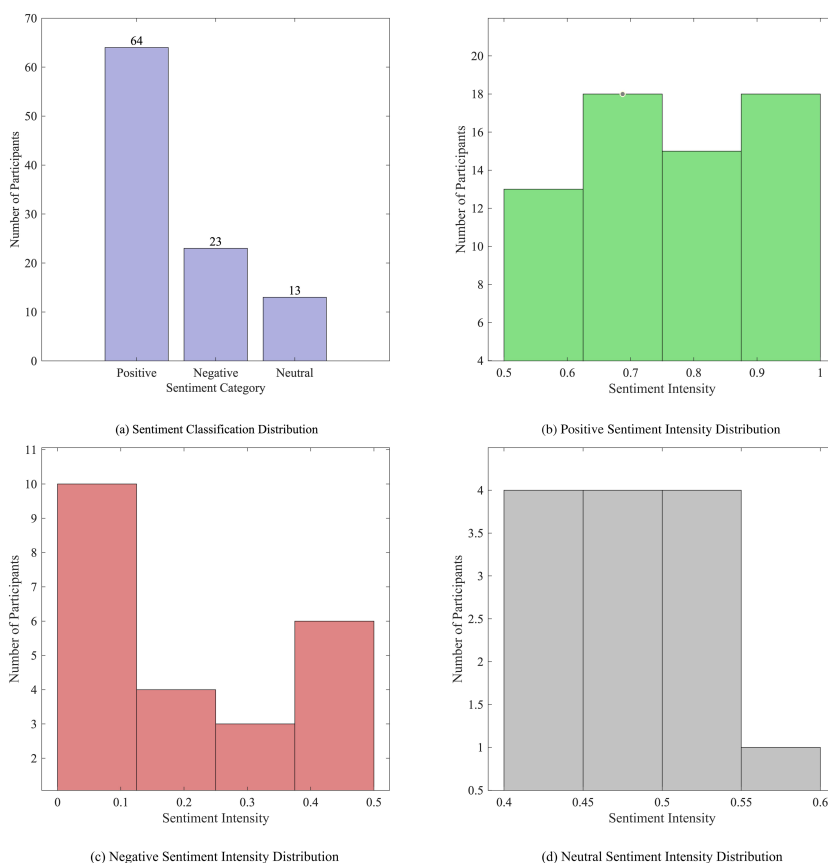 70
60
50
40
30
20
10
0
Number of Participants
64
23
13
Positive Negative Neutral
Sentiment Category
(a) Sentiment Classification Distribution
20
18
16
14
12
10
8
6
4
Number of Participants
0.5 0.6 0.7 0.8 0.9 1
Sentiment Intensity
(b) Positive Sentiment Intensity Distribution
11
10
9
8
7
6
5
4
3
2
Number of Participants
0 0.1 0.2 0.3 0.4 0.5
Sentiment Intensity
(c) Negative Sentiment Intensity Distribution
4
3.5
3
2.5
2
1.5
1
0.5
Number of Participants
0.4 0.45 0.5 0.55 0.6
Sentiment Intensity
(d) Neutral Sentiment Intensity Distribution